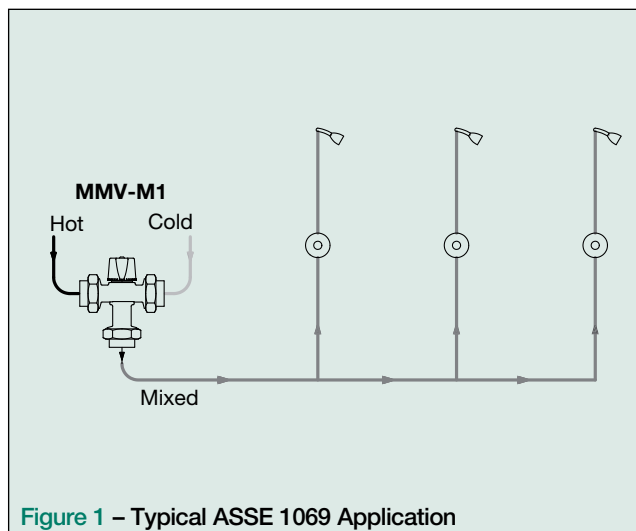 MMV-M1
Hot
Cold
Mixed
Figure 1 – Typical ASSE 1069 Application